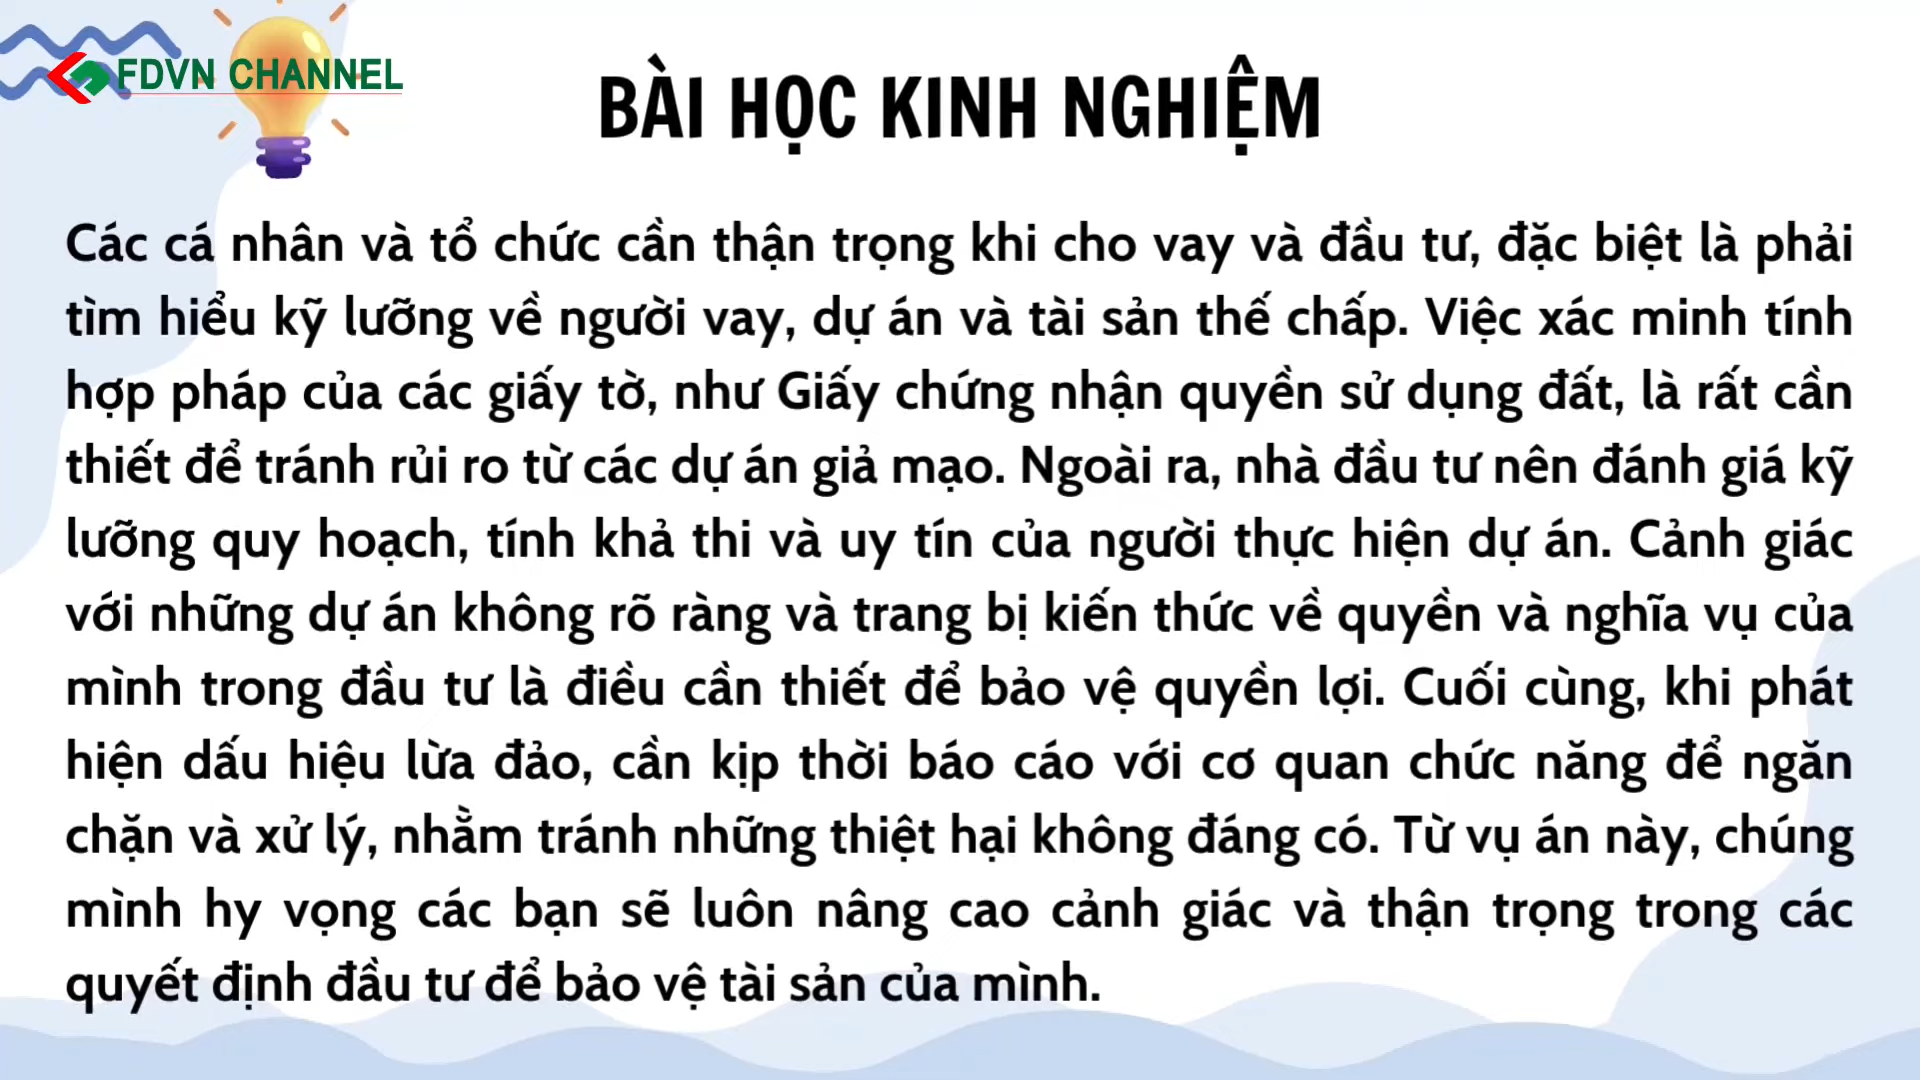 FDVN CHANNEL
BÀI HỌC KINH NGHIỆM
Các cá nhân và tổ chức cần thận trọng khi cho vay và đầu tư, đặc biệt là phải
tìm hiểu kỹ lưỡng về người vay, dự án và tài sản thế chấp. Việc xác minh tính
hợp pháp của các giấy tờ, như Giấy chứng nhận quyền sử dụng đất, là rất cần
thiết để tránh rủi ro từ các dự án giả mạo. Ngoài ra, nhà đầu tư nên đánh giá kỹ
lưỡng quy hoạch, tính khả thi và uy tín của người thực hiện dự án. Cảnh giác
với những dự án không rõ ràng và trang bị kiến thức về quyền và nghĩa vụ của
mình trong đầu tư là điều cần thiết để bảo vệ quyền lợi. Cuối cùng, khi phát
hiện dấu hiệu lừa đảo, cần kịp thời báo cáo với cơ quan chức năng để ngăn
chặn và xử lý, nhằm tránh những thiệt hại không đáng có. Từ vụ án này, chúng
mình hy vọng các bạn sẽ luôn nâng cao cảnh giác và thận trọng trong các
quyết định đầu tư để bảo vệ tài sản của mình.